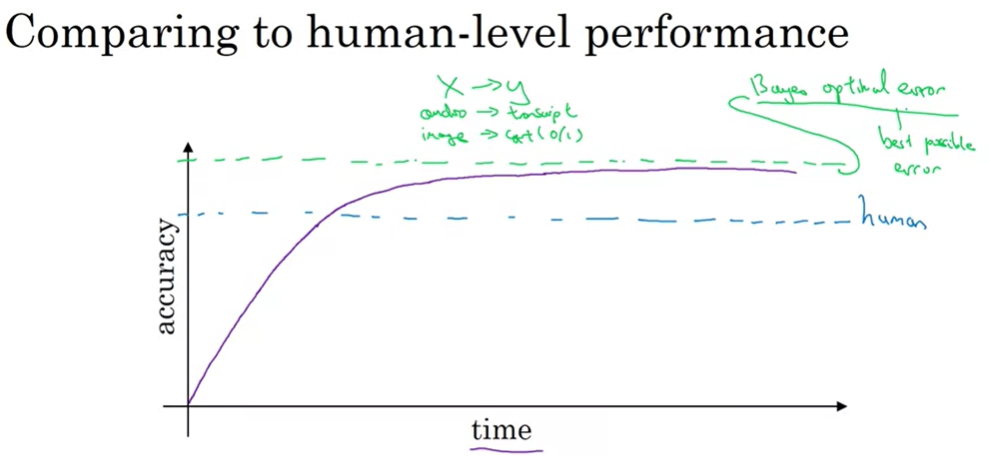 Comparing to human-level performance
x → y
audio → transcript
image → cat (0/1)
Bayes optimal error
best possible
error
human
accuracy
time